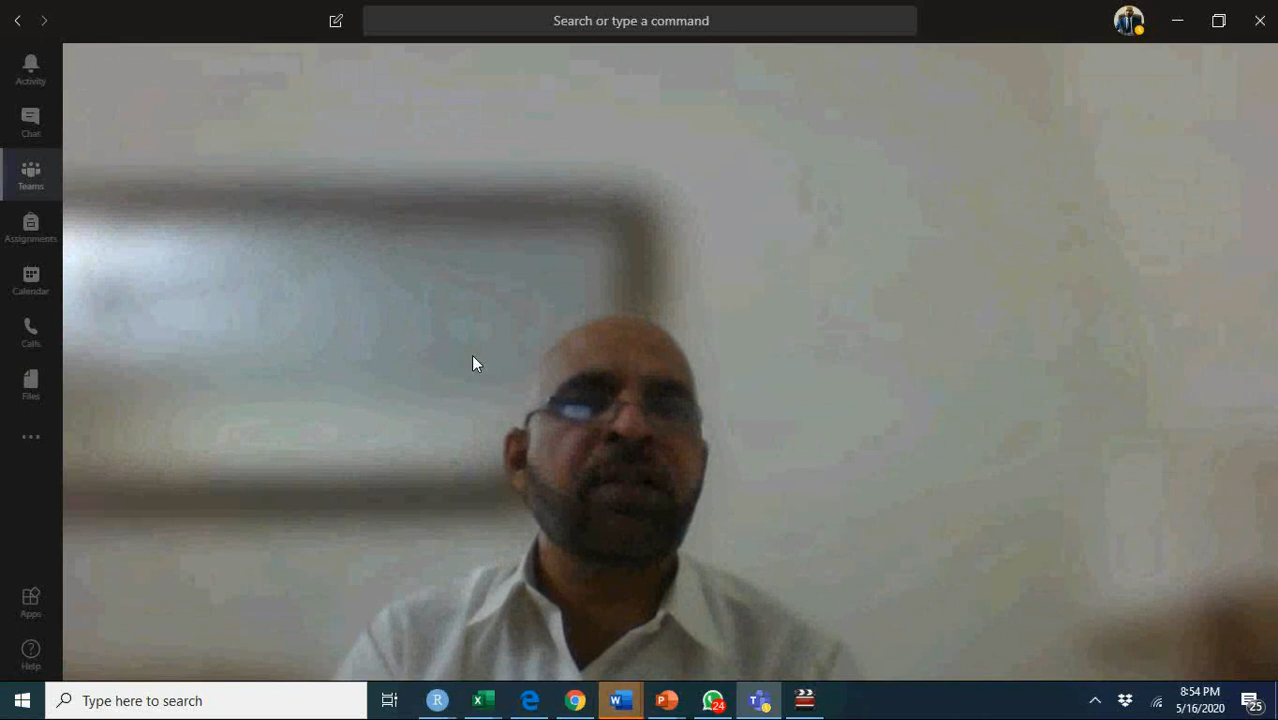 Search or type a command
Activity
Chat
Teams
Assignments
Calendar
Calls
Files
Apps
Help
Type here to search
R
24
8:54 PM
5/16/2020
25